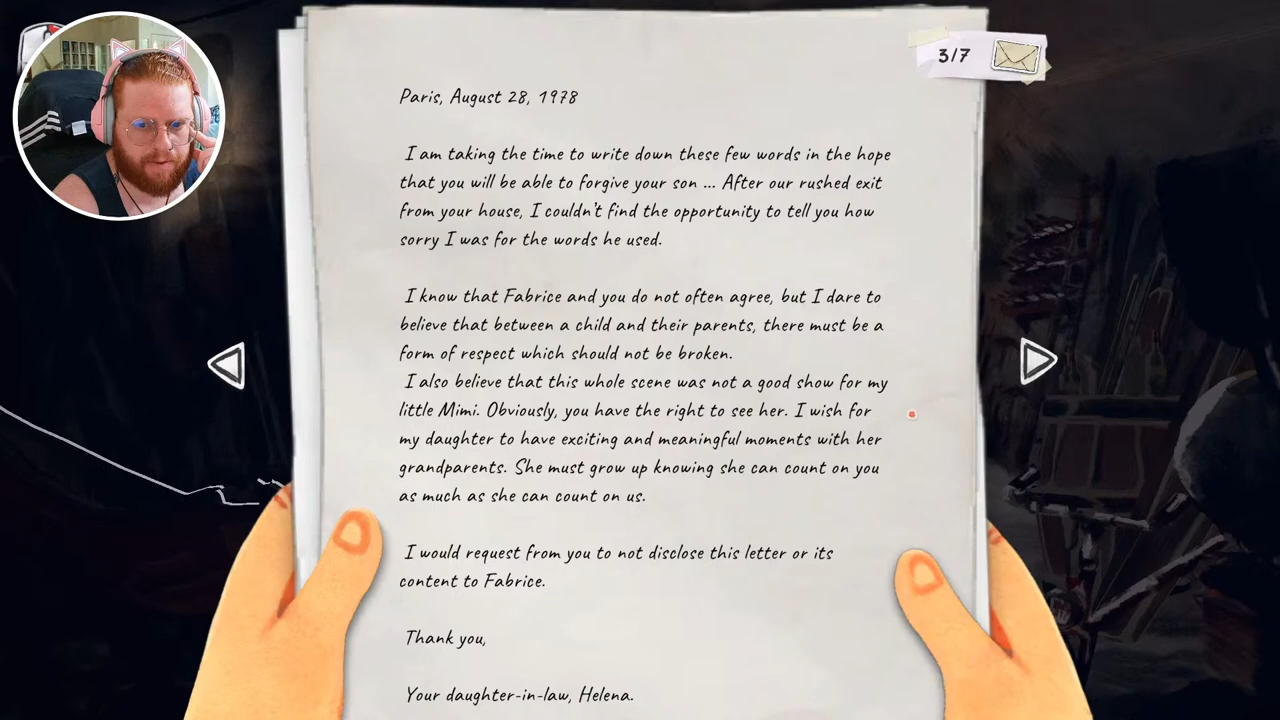 3/7
Paris, August 28, 1978
I am taking the time to write down these few words in the hope
that you will be able to forgive your son ... After our rushed exit
from your house, I couldn't find the opportunity to tell you how
sorry I was for the words he used.
I know that Fabrice and you do not often agree, but I dare to
believe that between a child and their parents, there must be a
form of respect which should not be broken.
I also believe that this whole scene was not a good show for my
little Mimi. Obviously, you have the right to see her. I wish for
my daughter to have exciting and meaningful moments with her
grandparents. She must grow up knowing she can count on you
as much as she can count on us.
I would request from you to not disclose this letter or its
content to Fabrice.
Thank you,
Your daughter-in-law, Helena.